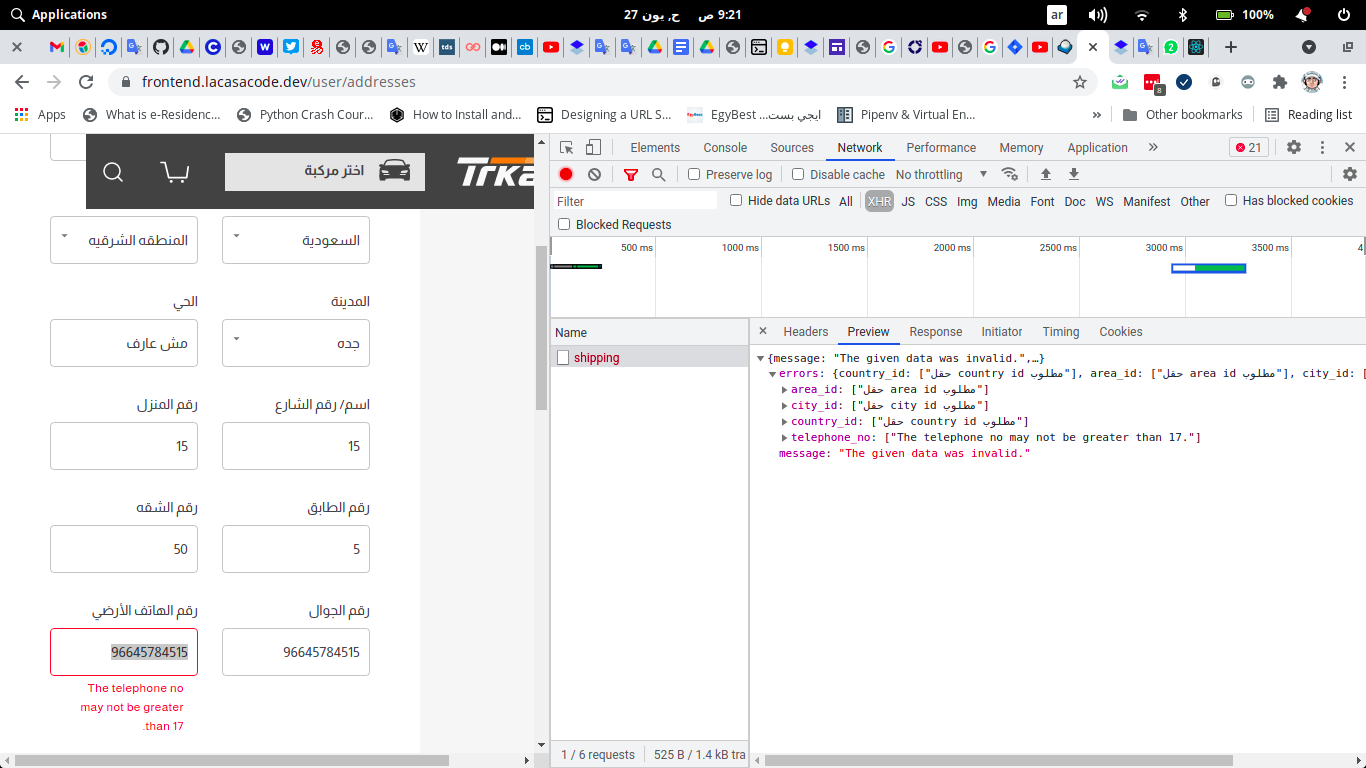 Applications
ح, يون 27
9:21 ص
ar
100%
frontend.lacasacode.dev/user/addresses
8
Apps
What is e-Residenc...
Python Crash Cour...
How to Install and...
Designing a URL S...
EgyBest ...ايجي بست
Pipenv & Virtual En...
»
Other bookmarks
Reading list
اختر مركبة
السعودية
المنطقه الشرقيه
المدينة
الحي
جده
مش عارف
اسم/ رقم الشارع
رقم المنزل
15
15
رقم الطابق
رقم الشقه
5
50
رقم الجوال
رقم الهاتف الأرضي
96645784515
96645784515
The telephone no
may not be greater
than 17.
Elements
Console
Sources
Network
Performance
Memory
Application
»
21
Preserve log
Disable cache
No throttling
Filter
Hide data URLs
All
XHR
JS
CSS
Img
Media
Font
Doc
WS
Manifest
Other
Has blocked cookies
Blocked Requests
500 ms
1000 ms
1500 ms
2000 ms
2500 ms
3000 ms
3500 ms
4
Name
shipping
Headers
Preview
Response
Initiator
Timing
Cookies
{message: "The given data was invalid.",…}
errors: {country_id: ["حقل country id مطلوب"], area_id: ["حقل area id مطلوب"], city_id: [
area_id: ["حقل area id مطلوب"]
city_id: ["حقل city id مطلوب"]
country_id: ["حقل country id مطلوب"]
telephone_no: ["The telephone no may not be greater than 17."]
message: "The given data was invalid."
1 / 6 requests
525 B / 1.4 kB tra